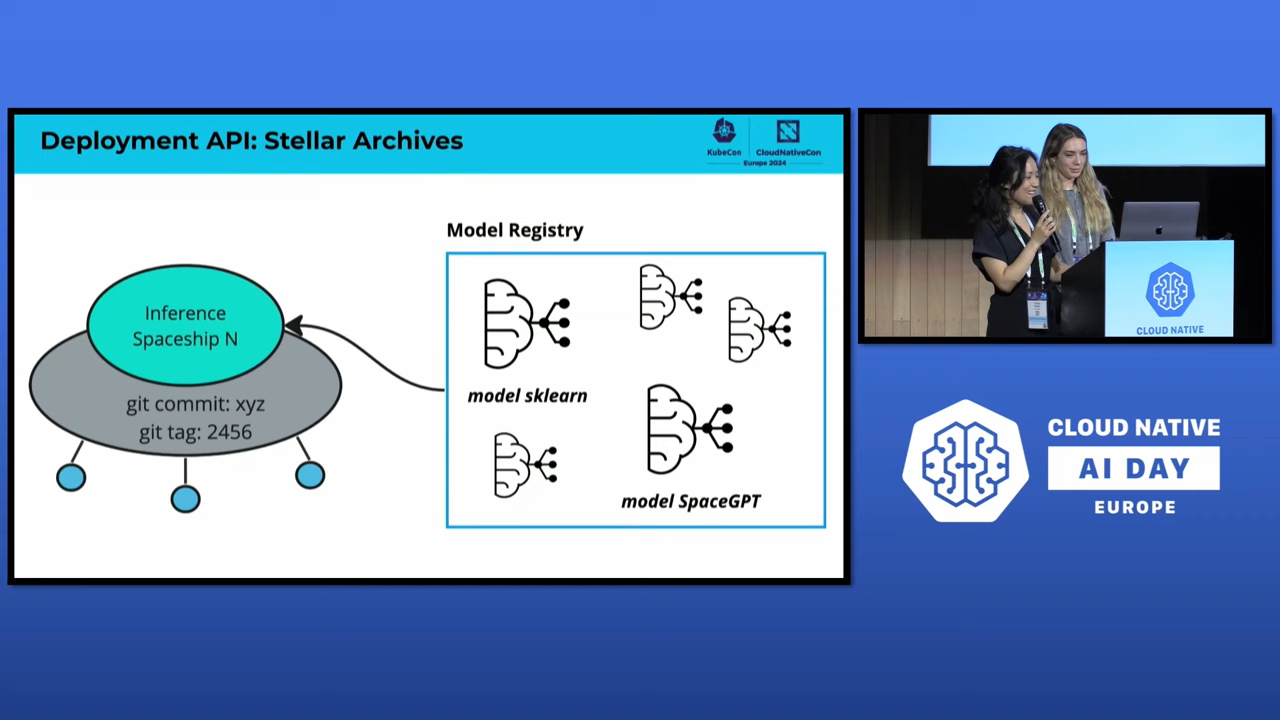 Deployment API: Stellar Archives
KubeCon
CloudNativeCon
Europe 2024
Model Registry
Inference
Spaceship N
git commit: xyz
git tag: 2456
model sklearn
model SpaceGPT
CLOUD NATIVE
CLOUD NATIVE
AI DAY
EUROPE